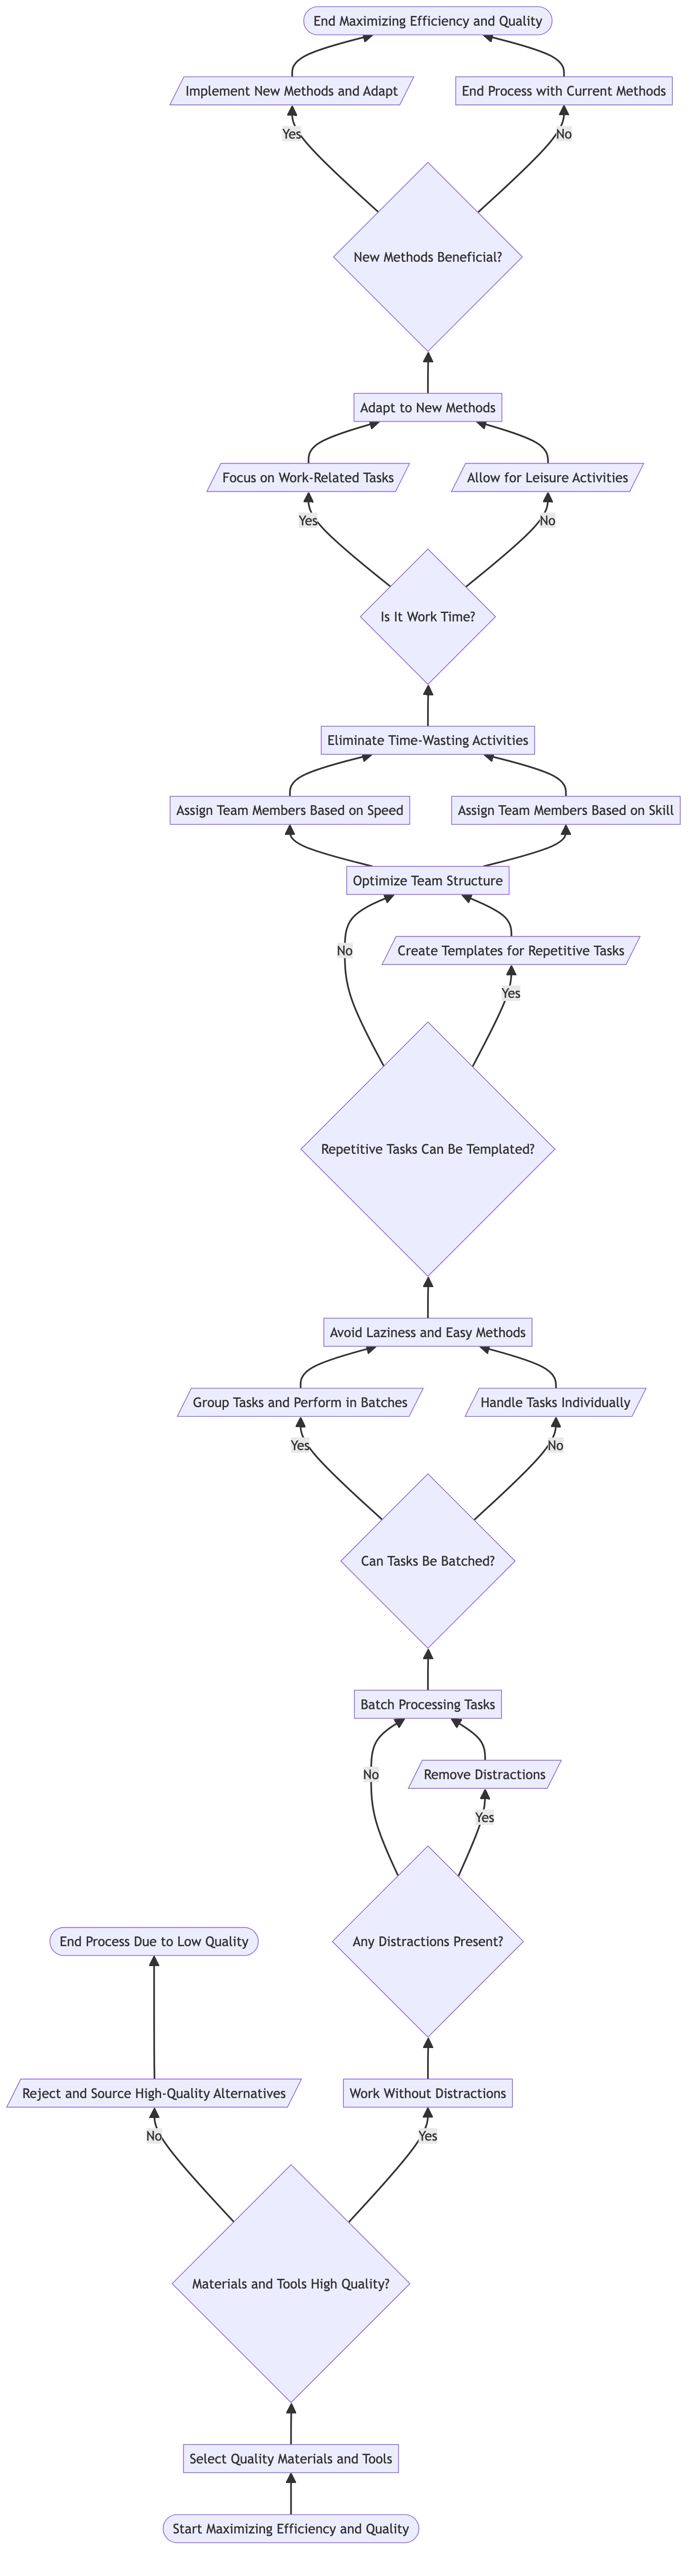 End Maximizing Efficiency and Quality
Implement New Methods and Adapt
End Process with Current Methods
Yes
No
New Methods Beneficial?
Adapt to New Methods
Focus on Work-Related Tasks
Allow for Leisure Activities
Yes
No
Is It Work Time?
Eliminate Time-Wasting Activities
Assign Team Members Based on Speed
Assign Team Members Based on Skill
Optimize Team Structure
No
Create Templates for Repetitive Tasks
Yes
Repetitive Tasks Can Be Templated?
Avoid Laziness and Easy Methods
Group Tasks and Perform in Batches
Handle Tasks Individually
Yes
No
Can Tasks Be Batched?
Batch Processing Tasks
No
Remove Distractions
Yes
End Process Due to Low Quality
Any Distractions Present?
Reject and Source High-Quality Alternatives
Work Without Distractions
No
Yes
Materials and Tools High Quality?
Select Quality Materials and Tools
Start Maximizing Efficiency and Quality